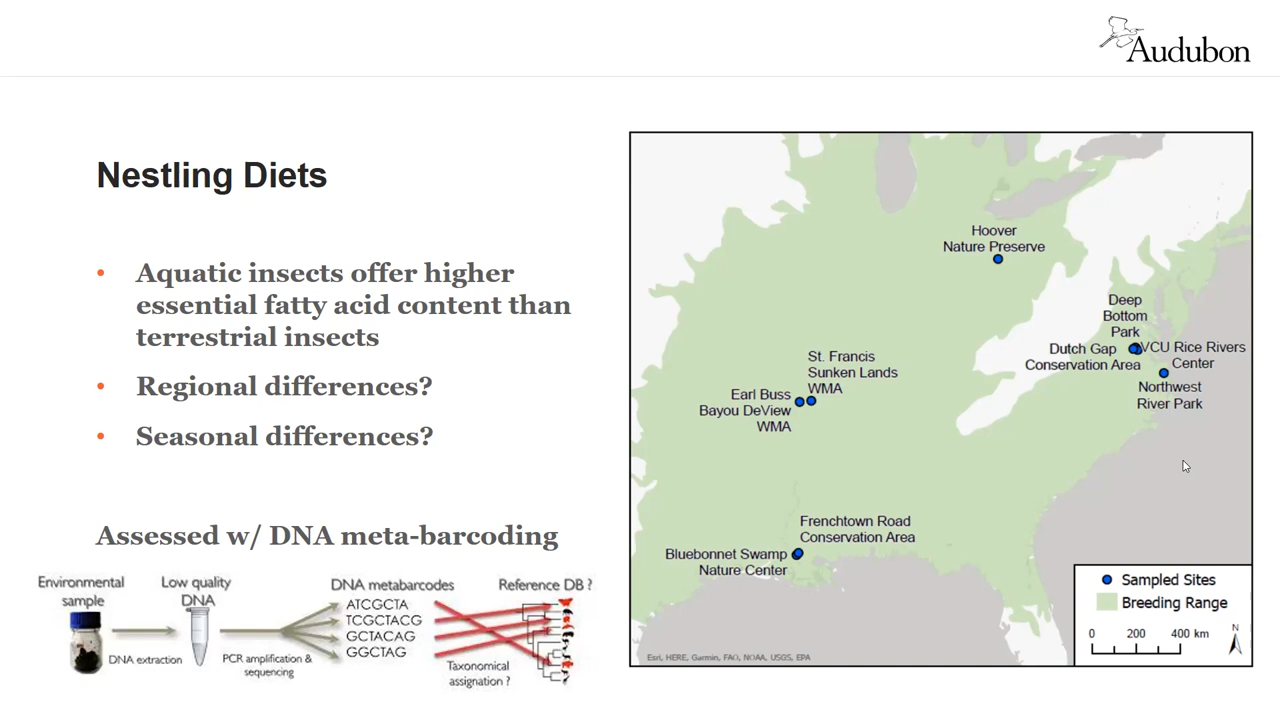 Audubon
Nestling Diets
• Aquatic insects offer higher
essential fatty acid content than
terrestrial insects
• Regional differences?
• Seasonal differences?
Assessed w/ DNA meta-barcoding
Environmental
sample
Low quality
DNA
DNA metabarcodes
Reference DB ?
ATCGCTA
TCGCTACG
GCTACAG
GGCTAG
DNA extraction
PCR amplification &
sequencing
Taxonomical
assignation ?
Hoover
Nature Preserve
Deep
Bottom
Park
Dutch Gap
Conservation Area
VCU Rice Rivers
Center
Northwest
River Park
St. Francis
Sunken Lands
WMA
Earl Buss
Bayou DeView
WMA
Frenchtown Road
Conservation Area
Bluebonnet Swamp
Nature Center
Sampled Sites
Breeding Range
0 200 400 km
N
Esri, HERE, Garmin, FAO, NOAA, USGS, EPA